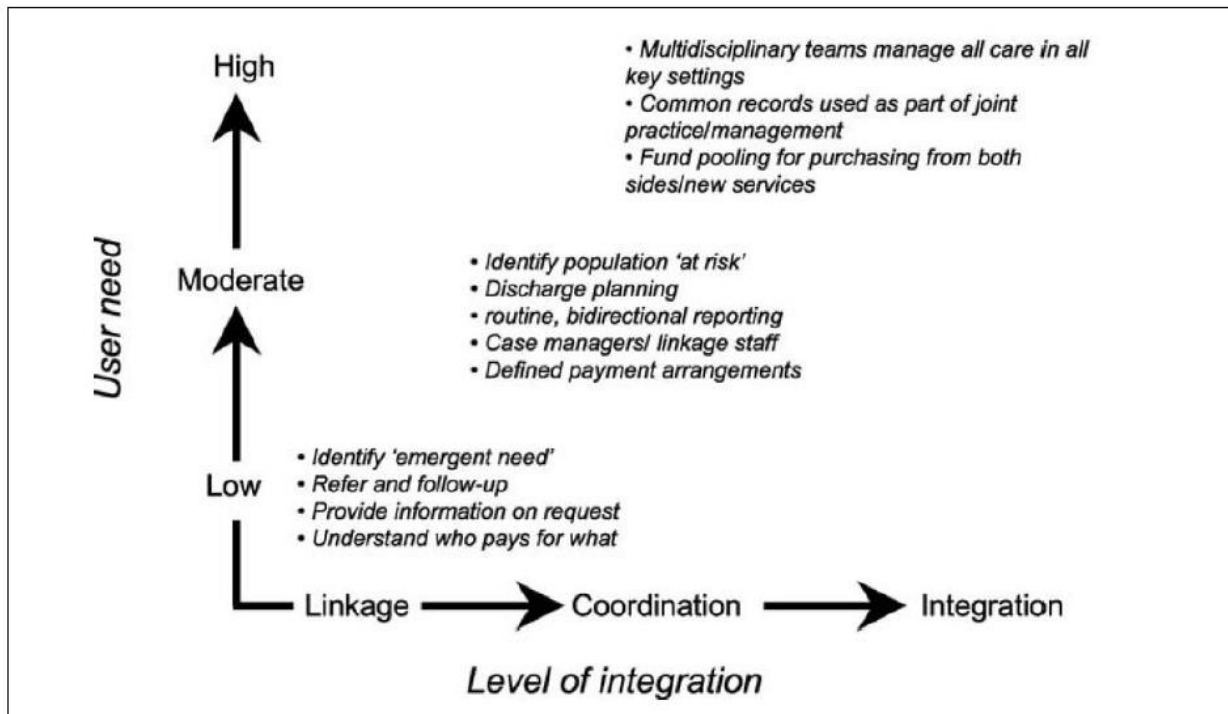 High
• Multidisciplinary teams manage all care in all
key settings
• Common records used as part of joint
practice/management
• Fund pooling for purchasing from both
sides/new services
User need
Moderate
• Identify population ‘at risk’
• Discharge planning
• routine, bidirectional reporting
• Case managers/ linkage staff
• Defined payment arrangements
Low
• Identify ‘emergent need’
• Refer and follow-up
• Provide information on request
• Understand who pays for what
Linkage
Coordination
Integration
Level of integration